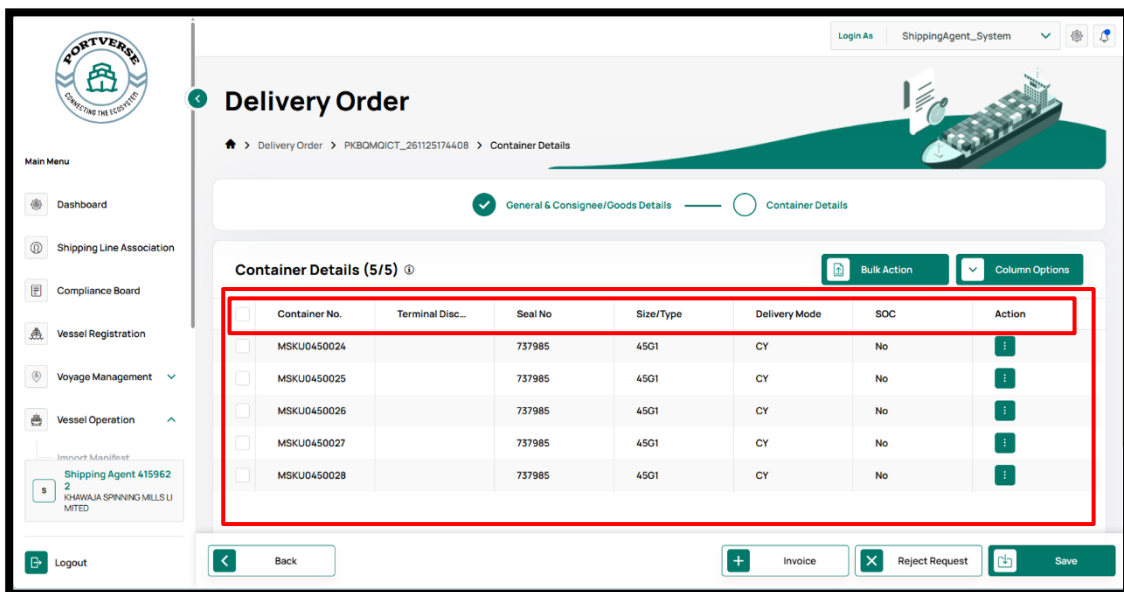 PORTVERSE
CONNECTING THE ECOSYSTEM
Login As ShippingAgent_System
Delivery Order
> Delivery Order > PKBQMQICT_261125174408 > Container Details
Main Menu
Dashboard
Shipping Line Association
Compliance Board
Vessel Registration
Voyage Management
Vessel Operation
Import Manifest
S
Shipping Agent 415962
2
KHAWAJA SPINNING MILLS LI
MITED
Logout
General & Consignee/Goods Details
Container Details
Container Details (5/5)
Bulk Action
Column Options
Container No. Terminal Disc... Seal No Size/Type Delivery Mode SOC Action
MSKU0450024 737985 45G1 CY No
MSKU0450025 737985 45G1 CY No
MSKU0450026 737985 45G1 CY No
MSKU0450027 737985 45G1 CY No
MSKU0450028 737985 45G1 CY No
Back
Invoice
Reject Request
Save